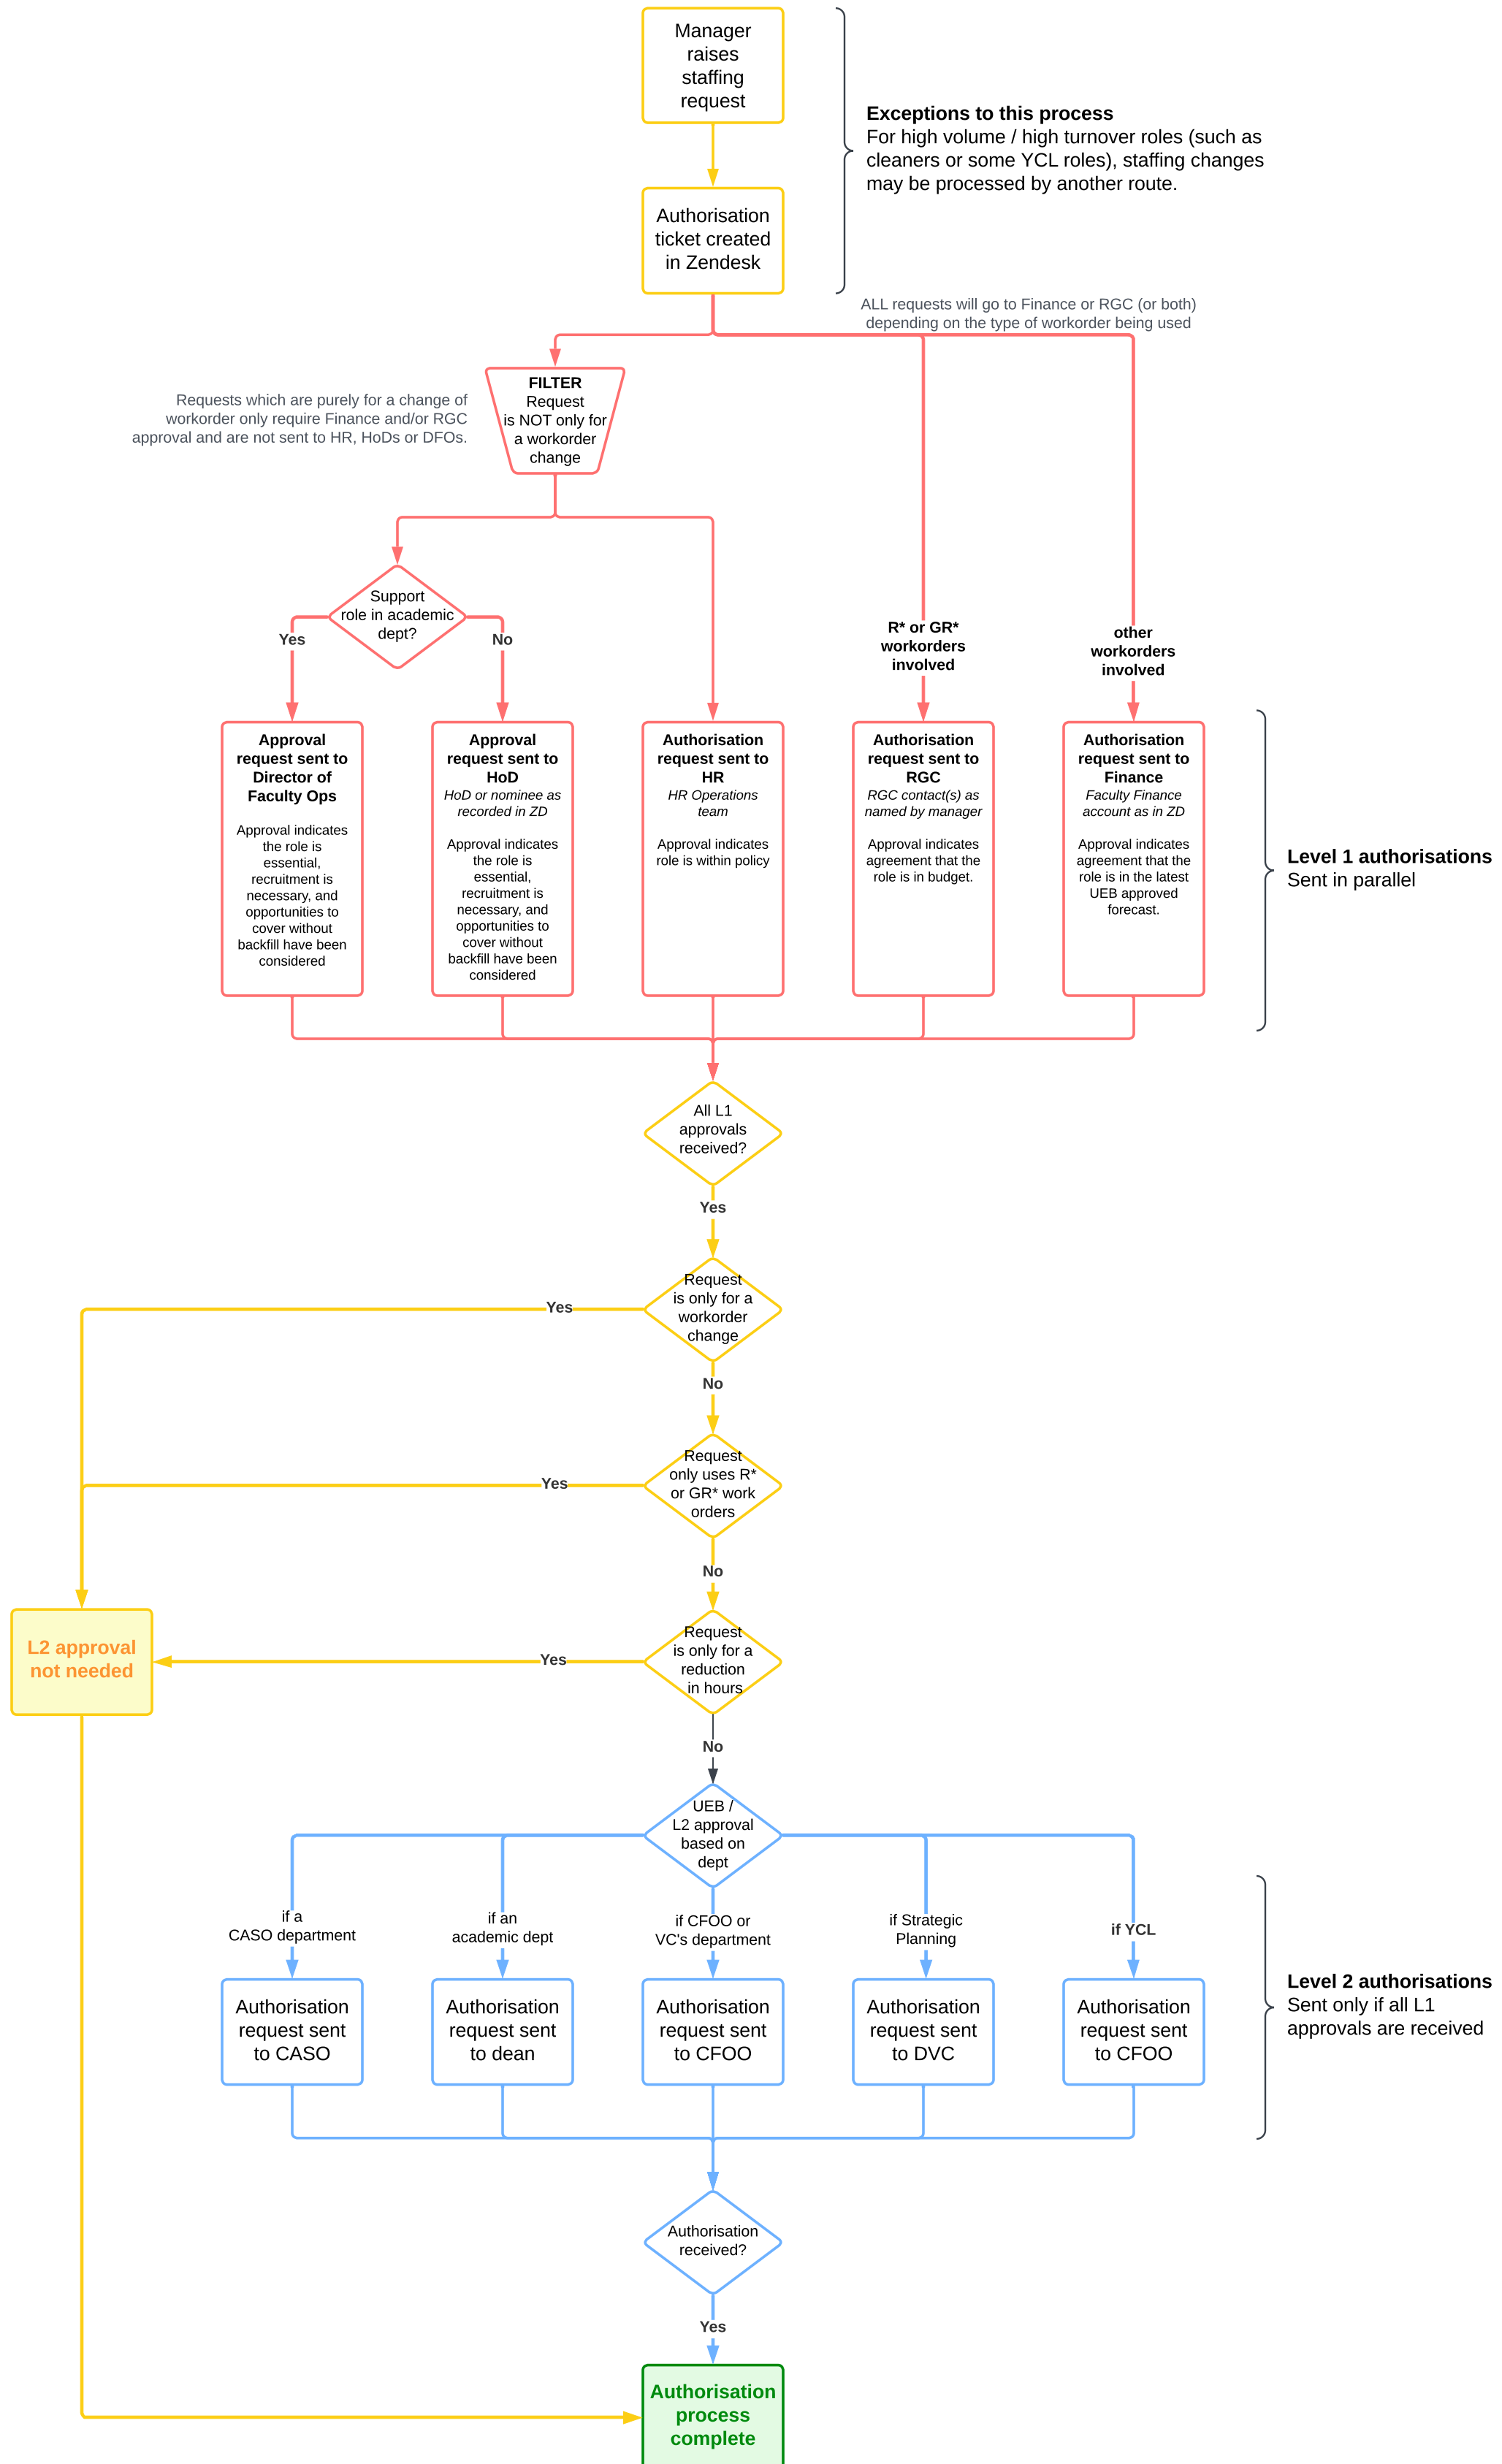 Manager
raises
staffing
request
Exceptions to this process
For high volume / high turnover roles (such as
cleaners or some YCL roles), staffing changes
may be processed by another route.
Authorisation
ticket created
in Zendesk
ALL requests will go to Finance or RGC (or both)
depending on the type of workorder being used
Requests which are purely for a change of
workorder only require Finance and/or RGC
approval and are not sent to HR, HoDs or DFOs.
FILTER
Request
is NOT only for
a workorder
change
Support
role in academic
dept?
Yes
No
R* or GR*
workorders
involved
other
workorders
involved
Approval
request sent to
Director of
Faculty Ops
Approval indicates
the role is
essential,
recruitment is
necessary, and
opportunities to
cover without
backfill have been
considered
Approval
request sent to
HoD
HoD or nominee as
recorded in ZD
Approval indicates
the role is
essential,
recruitment is
necessary, and
opportunities to
cover without
backfill have been
considered
Authorisation
request sent to
HR
HR Operations
team
Approval indicates
role is within policy
Authorisation
request sent to
RGC
RGC contact(s) as
named by manager
Approval indicates
agreement that the
role is in budget.
Authorisation
request sent to
Finance
Faculty Finance
account as in ZD
Approval indicates
agreement that the
role is in the latest
UEB approved
forecast.
Level 1 authorisations
Sent in parallel
All L1
approvals
received?
Yes
Request
is only for a
workorder
change
Yes
No
Request
only uses R*
or GR* work
orders
Yes
No
L2 approval
not needed
Request
is only for a
reduction
in hours
Yes
No
UEB /
L2 approval
based on
dept
if a
CASO department
if an
academic dept
if CFOO or
VC's department
if Strategic
Planning
if YCL
Authorisation
request sent
to CASO
Authorisation
request sent
to dean
Authorisation
request sent
to CFOO
Authorisation
request sent
to DVC
Authorisation
request sent
to CFOO
Level 2 authorisations
Sent only if all L1
approvals are received
Authorisation
received?
Yes
Authorisation
process
complete